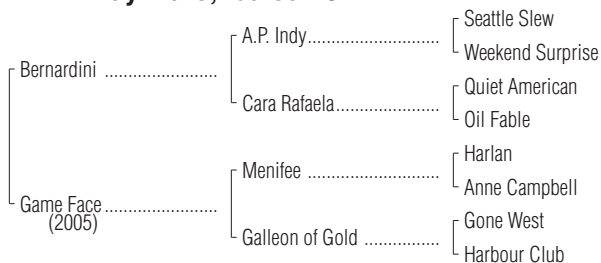 Bernardini ........................
A.P. Indy ............................
Seattle Slew
Weekend Surprise
Cara Rafaela ......................
Quiet American
Oil Fable
Game Face ........................
(2005)
Menifee ............................
Harlan
Anne Campbell
Galleon of Gold ................
Gone West
Harbour Club